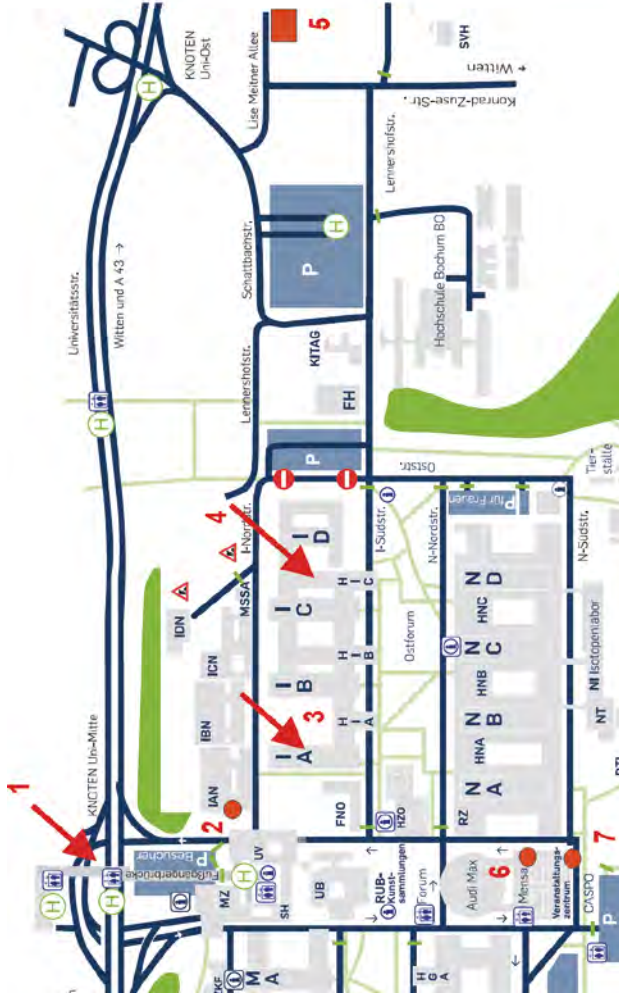 KNOTEN
Uni-Ost
Universitätsstr.
Witten und A 43 →
Lise Meitner Allee
5
SVH
← Witten
Konrad-Zuse-Str.
Lennershofstr.
Schattbachstr.
H
P
Hochschule Bochum BO
KITAG
FH
Lennershofstr.
P
Oststr.
Tier-
ställe
4
I-Nordstr.
I-Südstr.
N-Nordstr.
P für Frauen
N-Südstr.
MSSA
IDN
ICN
IBN
IAN
I D
I C
I B
I A
H I C
H I B
H I A
3
Ostforum
N D
HNC
N C
HNB
N B
HNA
N A
NI Isotopenlabor
NT
KNOTEN Uni-Mitte
1
2
P Besucher
Fußgängerbrücke
H
H
H
H
H
MZ
UV
SH
UB
FNO
HZO
RZ
RUB-
Kunst-
sammlungen
Forum
Audi Max
6
Mensa
Veranstaltungs-
zentrum
CASPO
7
P
M A
H G A